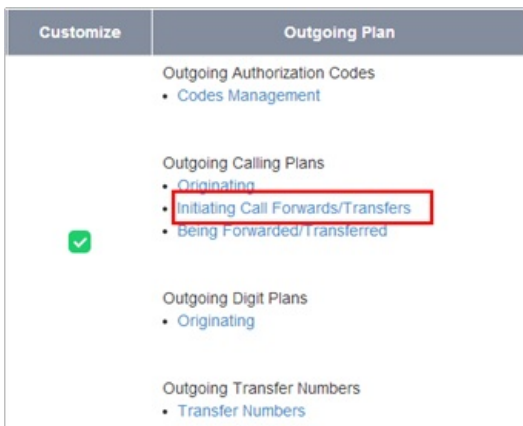 Customize
Outgoing Plan
Outgoing Authorization Codes
• Codes Management
Outgoing Calling Plans
• Originating
• Initiating Call Forwards/Transfers
• Being Forwarded/Transferred
Outgoing Digit Plans
• Originating
Outgoing Transfer Numbers
• Transfer Numbers